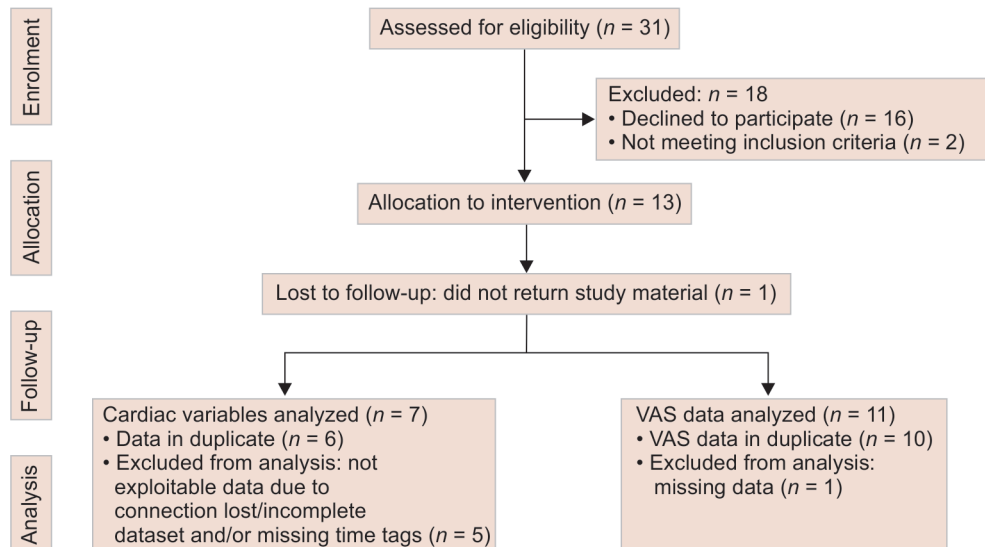 Enrolment
Assessed for eligibility (n = 31)
Excluded: n = 18
• Declined to participate (n = 16)
• Not meeting inclusion criteria (n = 2)
Allocation
Allocation to intervention (n = 13)
Lost to follow-up: did not return study material (n = 1)
Follow-up
Cardiac variables analyzed (n = 7)
• Data in duplicate (n = 6)
• Excluded from analysis: not
exploitable data due to
connection lost/incomplete
dataset and/or missing time tags (n = 5)
VAS data analyzed (n = 11)
• VAS data in duplicate (n = 10)
• Excluded from analysis:
missing data (n = 1)
Analysis